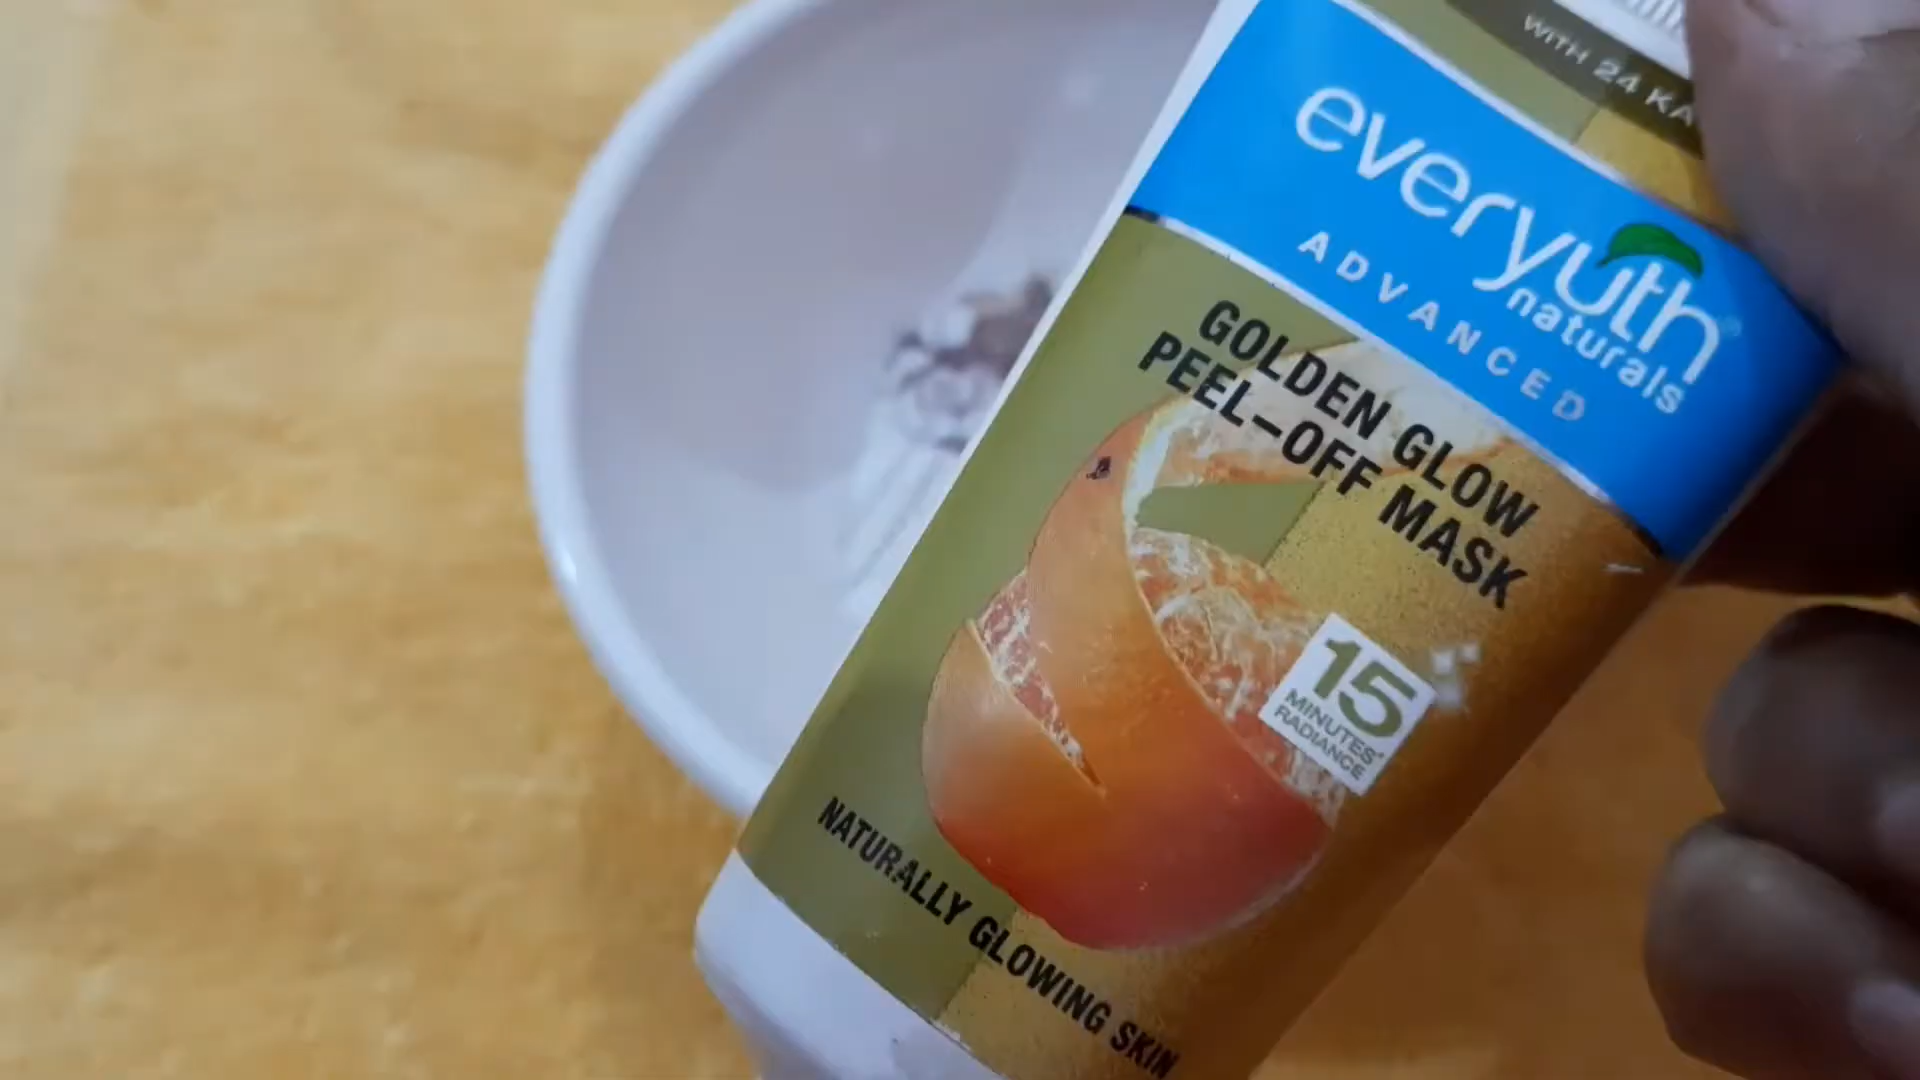 WITH 24 KA
everyuth
naturals
ADVANCED
GOLDEN GLOW
PEEL-OFF MASK
15
MINUTES*
RADIANCE
NATURALLY GLOWING SKIN